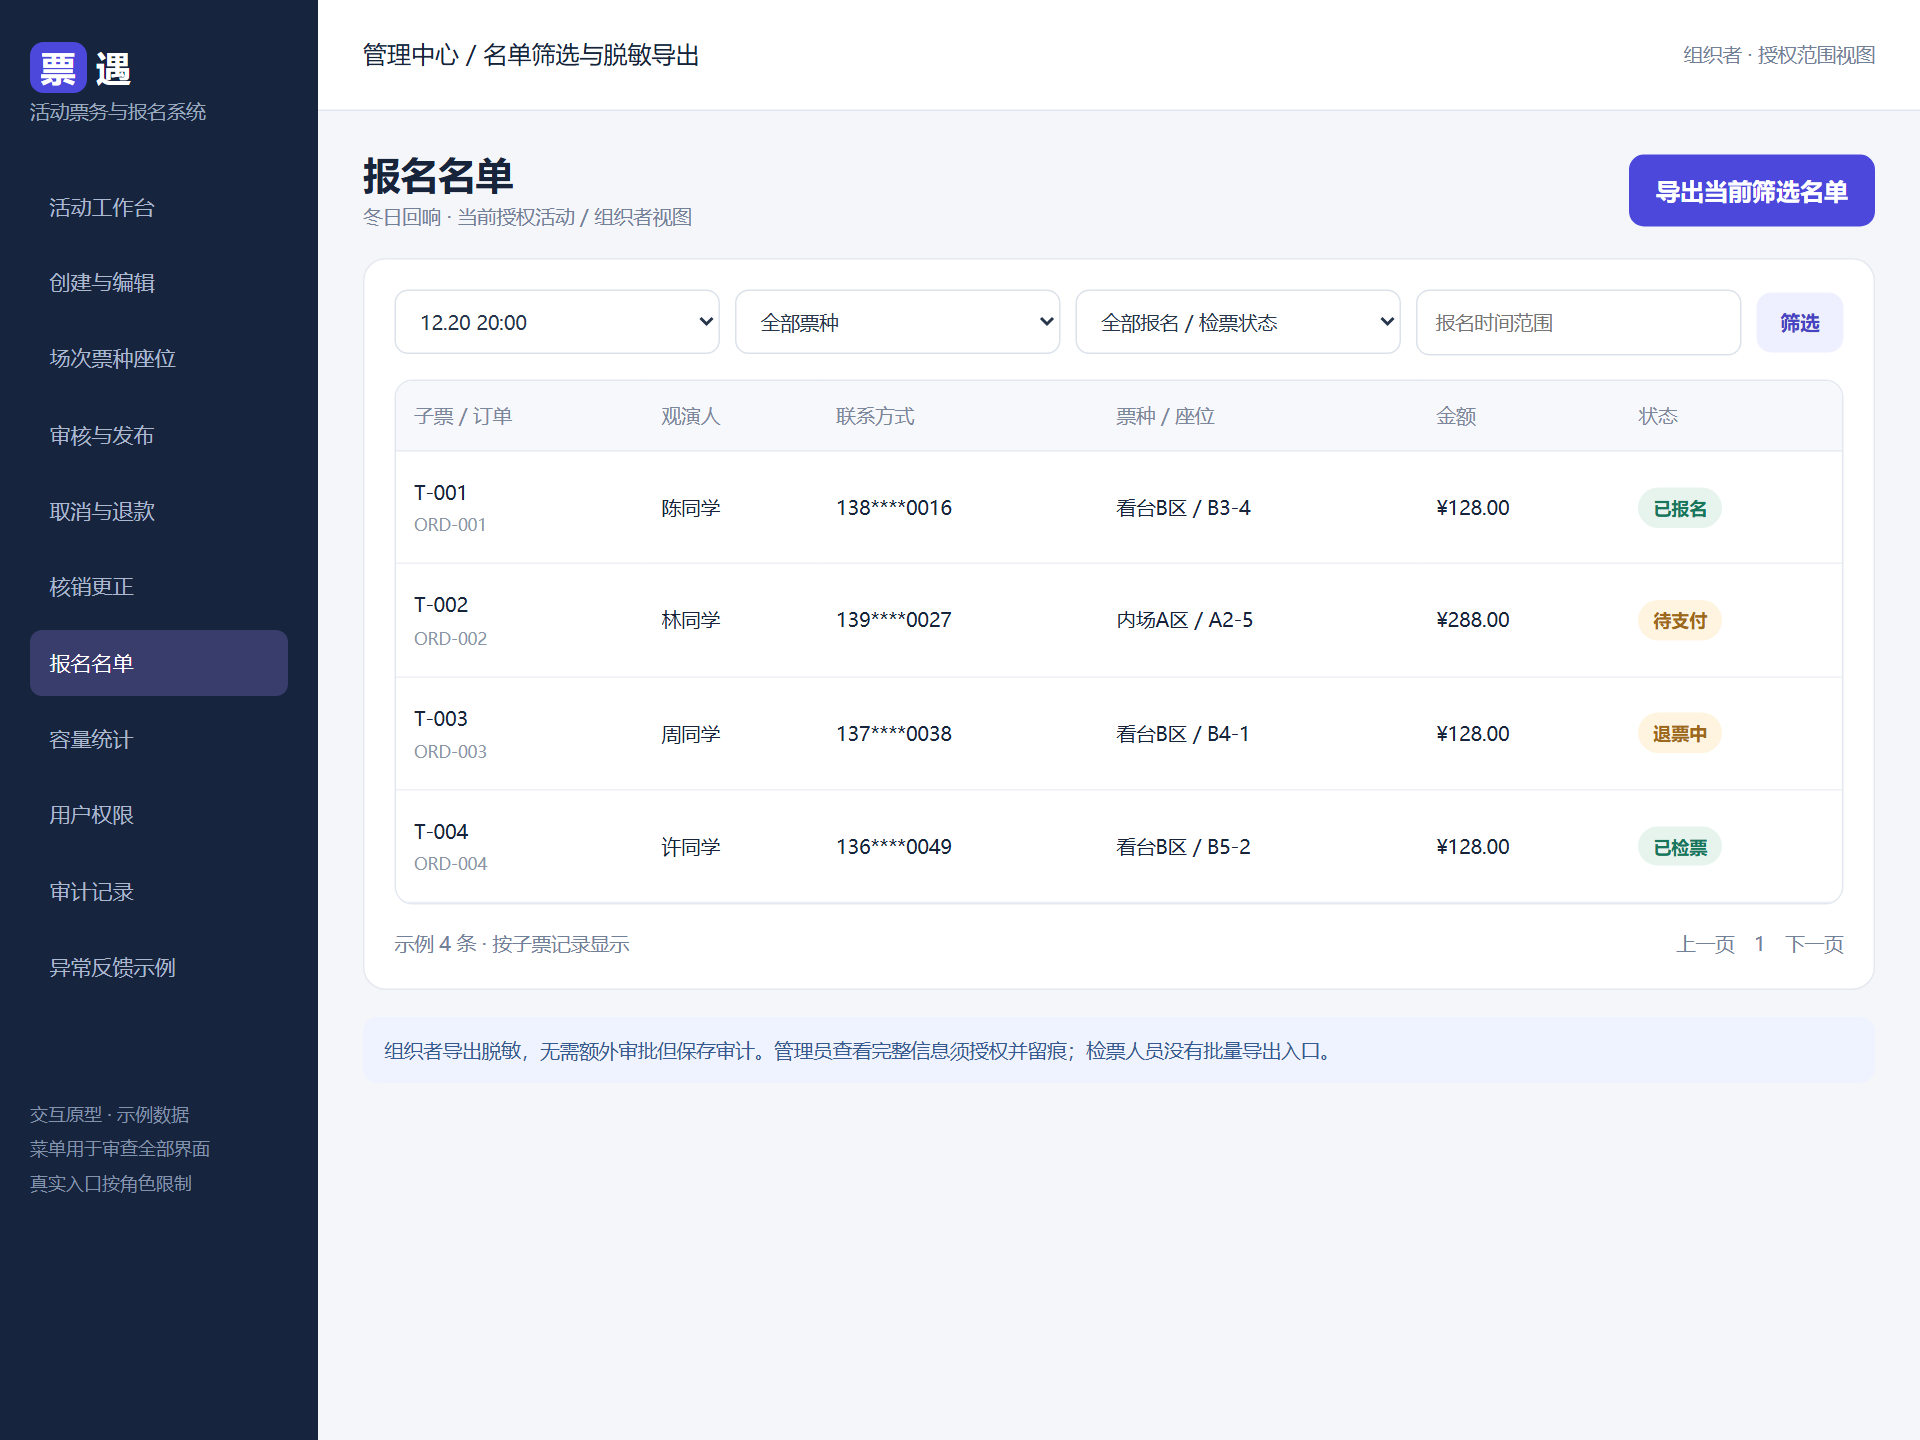 票 遇
活动票务与报名系统
活动工作台
创建与编辑
场次票种座位
审核与发布
取消与退款
核销更正
报名名单
容量统计
用户权限
审计记录
异常反馈示例
交互原型 · 示例数据
菜单用于审查全部界面
真实入口按角色限制
管理中心 / 名单筛选与脱敏导出
组织者 · 授权范围视图
报名名单
冬日回响 · 当前授权活动 / 组织者视图
导出当前筛选名单
12.20 20:00 全部票种 全部报名 / 检票状态 报名时间范围 筛选
子票 / 订单 观演人 联系方式 票种 / 座位 金额 状态
T-001
ORD-001
陈同学 138****0016 看台B区 / B3-4 ¥128.00 已报名
T-002
ORD-002
林同学 139****0027 内场A区 / A2-5 ¥288.00 待支付
T-003
ORD-003
周同学 137****0038 看台B区 / B4-1 ¥128.00 退票中
T-004
ORD-004
许同学 136****0049 看台B区 / B5-2 ¥128.00 已检票
示例 4 条 · 按子票记录显示
上一页 1 下一页
组织者导出脱敏，无需额外审批但保存审计。管理员查看完整信息须授权并留痕；检票人员没有批量导出入口。